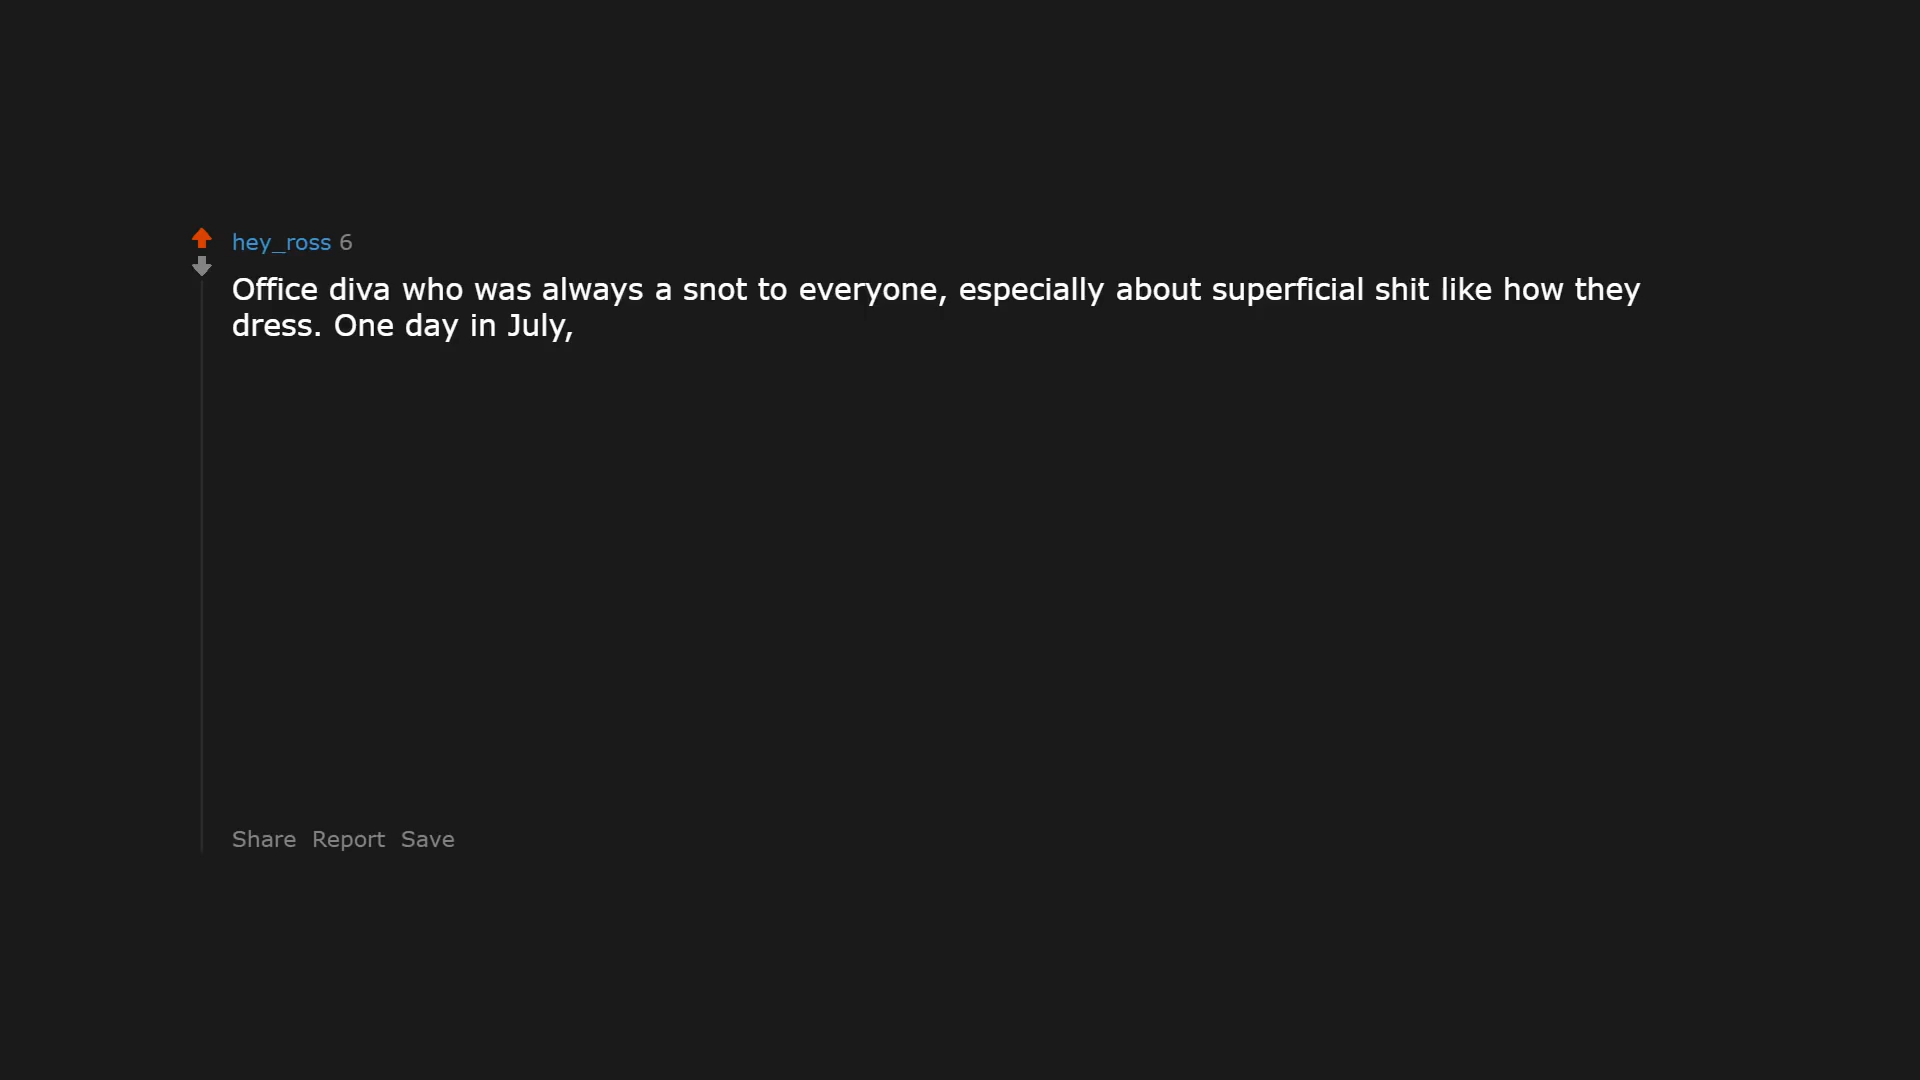 hey_ross 6
Office diva who was always a snot to everyone, especially about superficial shit like how they
dress. One day in July,
Share Report Save